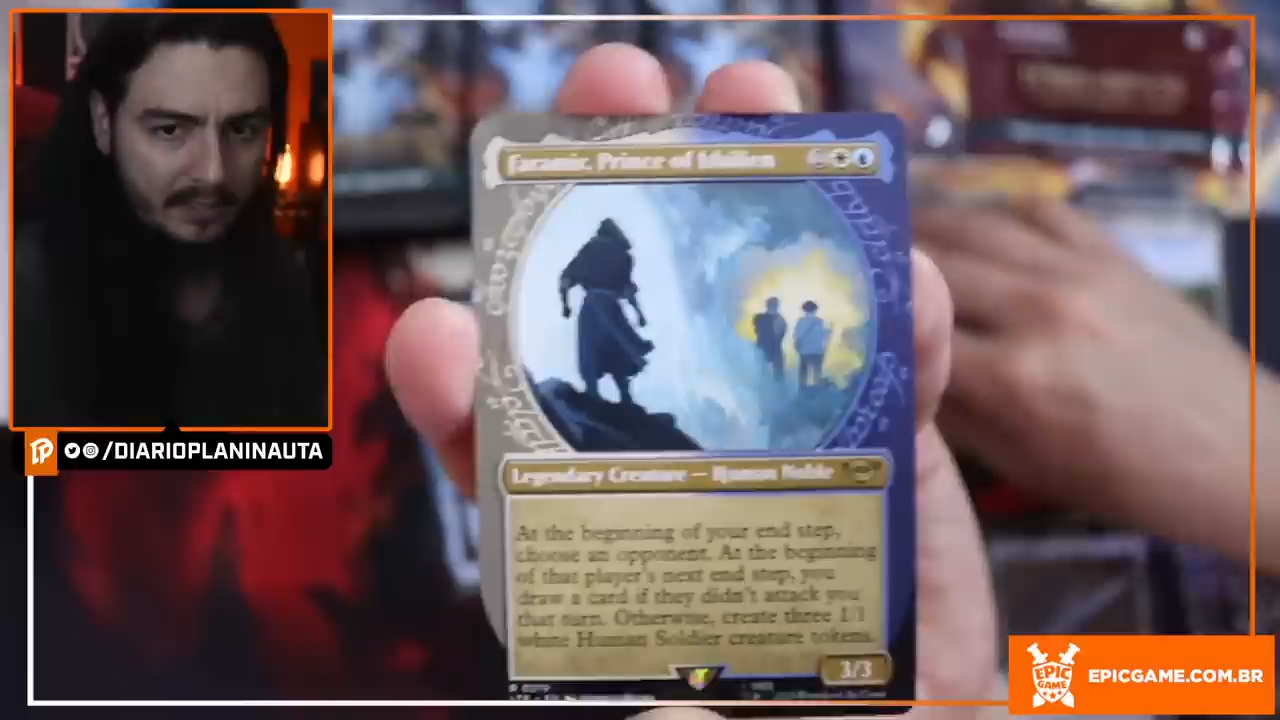 Faramir, Prince of Ithilien
/DIARIOPLANINAUTA
Legendary Creature — Human Noble
At the beginning of your end step,
choose an opponent. At the beginning
of that player's next end step, you
draw a card if they didn't attack you
that turn. Otherwise, create three 1/1
white Human Soldier creature tokens.
3/3
EPIC
GAME
EPICGAME.COM.BR